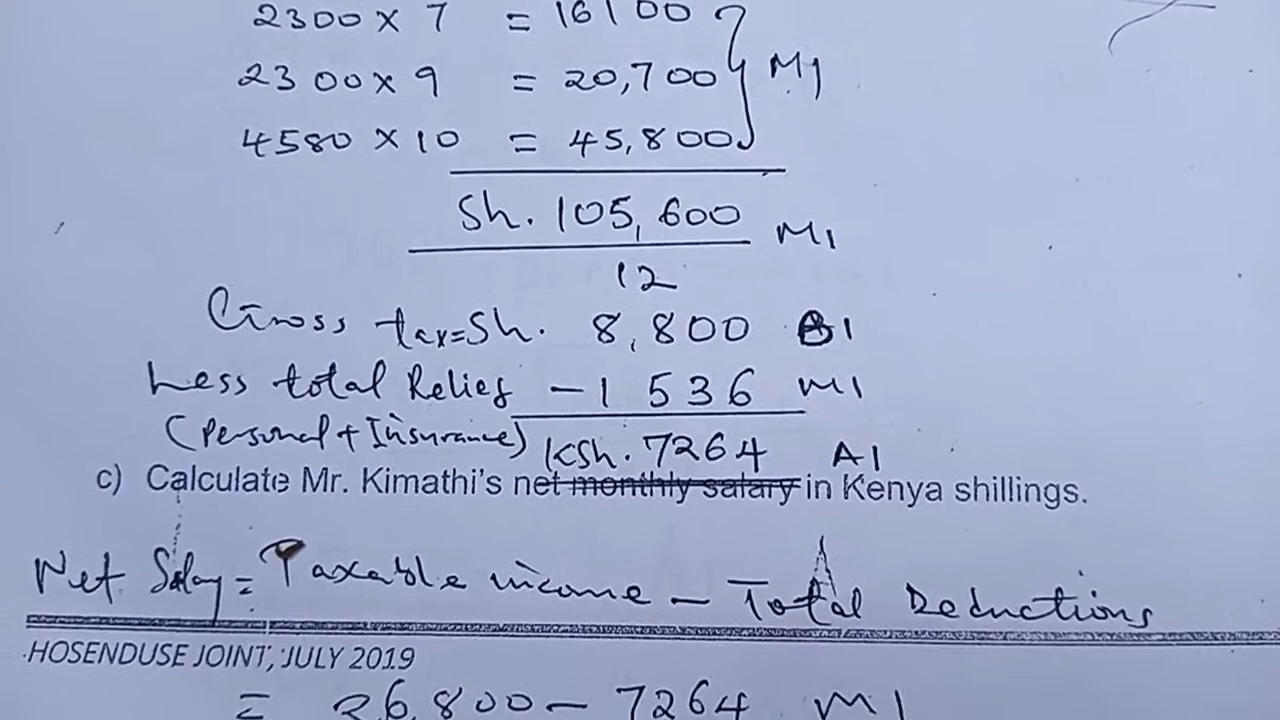 2300 x 7 = 16100
2300 x 9 = 20,700 } M1
4580 x 10 = 45,800
Sh. 105,600 M1
12
Gross tax=Sh. 8,800 B1
Less total Relief - 1 536 M1
(Personal + Insurance) Ksh. 7264 A1
c) Calculate Mr. Kimathi's net monthly salary in Kenya shillings.
Net Salay = Taxable income - Total Deductions
HOSENDUSE JOINT, JULY 2019
= 36,800 - 7264 M1